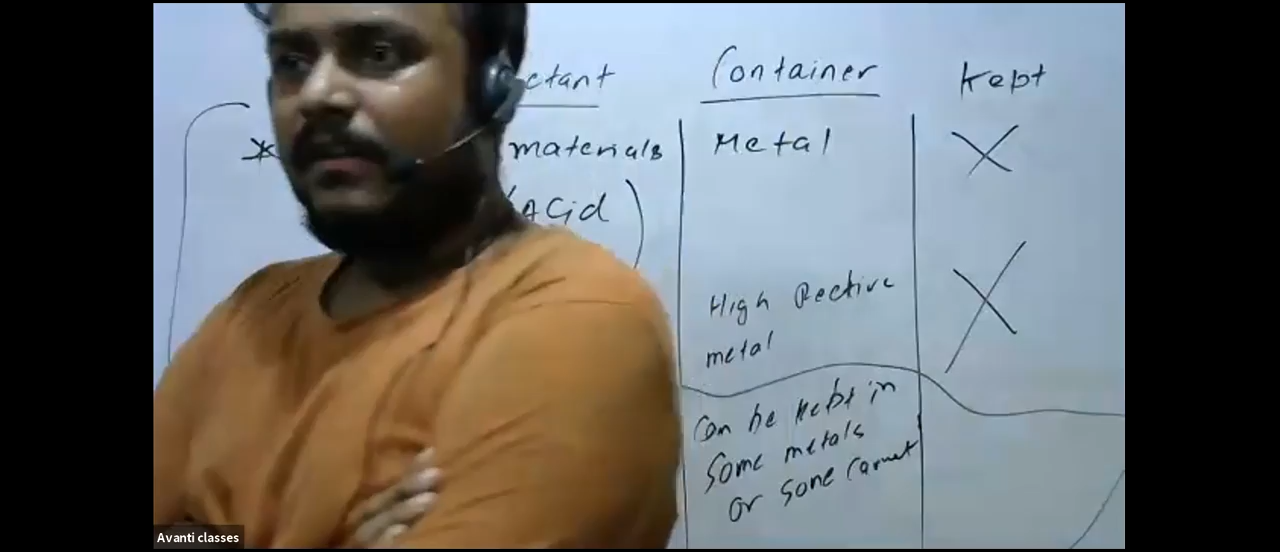 ctant Container Kept
materials Metal X
(Acid ) X
High Rective
metal
Can be kept in
some metals
or some cannot
Avanti classes